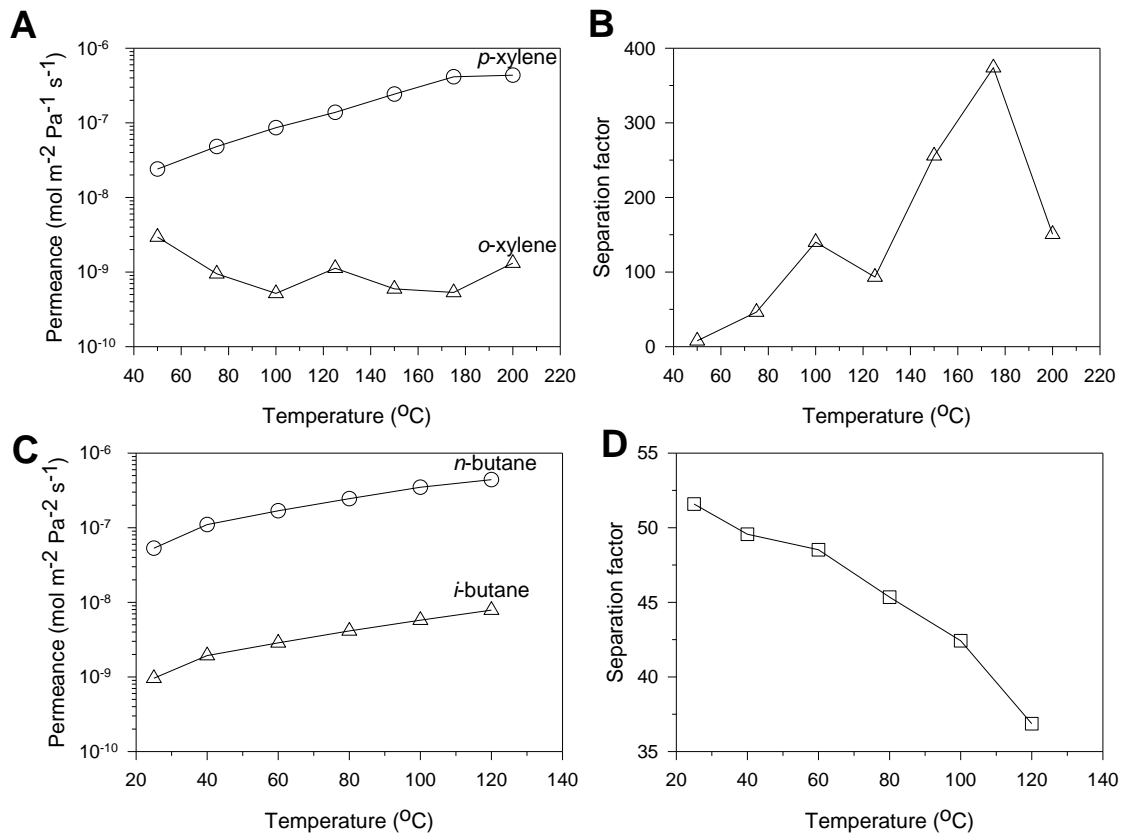 A
Permeance (mol m⁻² Pa⁻¹ s⁻¹)
10⁻⁶
10⁻⁷
10⁻⁸
10⁻⁹
10⁻¹⁰
p-xylene
o-xylene
40 60 80 100 120 140 160 180 200 220
Temperature (ᴼC)
B
Separation factor
400
300
200
100
0
40 60 80 100 120 140 160 180 200 220
Temperature (ᴼC)
C
Permeance (mol m⁻² Pa⁻² s⁻¹)
10⁻⁶
10⁻⁷
10⁻⁸
10⁻⁹
10⁻¹⁰
n-butane
i-butane
20 40 60 80 100 120 140
Temperature (ᴼC)
D
Separation factor
55
50
45
40
35
20 40 60 80 100 120 140
Temperature (ᴼC)